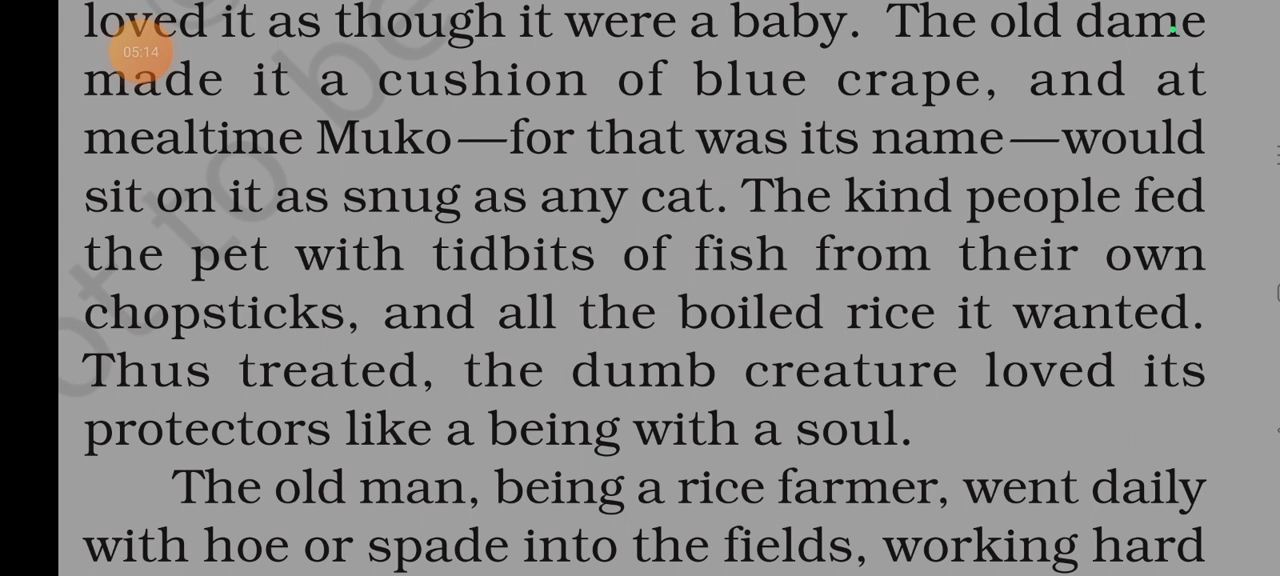 loved it as though it were a baby. The old dame
05:14
made it a cushion of blue crape, and at
mealtime Muko—for that was its name—would
sit on it as snug as any cat. The kind people fed
the pet with tidbits of fish from their own
chopsticks, and all the boiled rice it wanted.
Thus treated, the dumb creature loved its
protectors like a being with a soul.
The old man, being a rice farmer, went daily
with hoe or spade into the fields, working hard